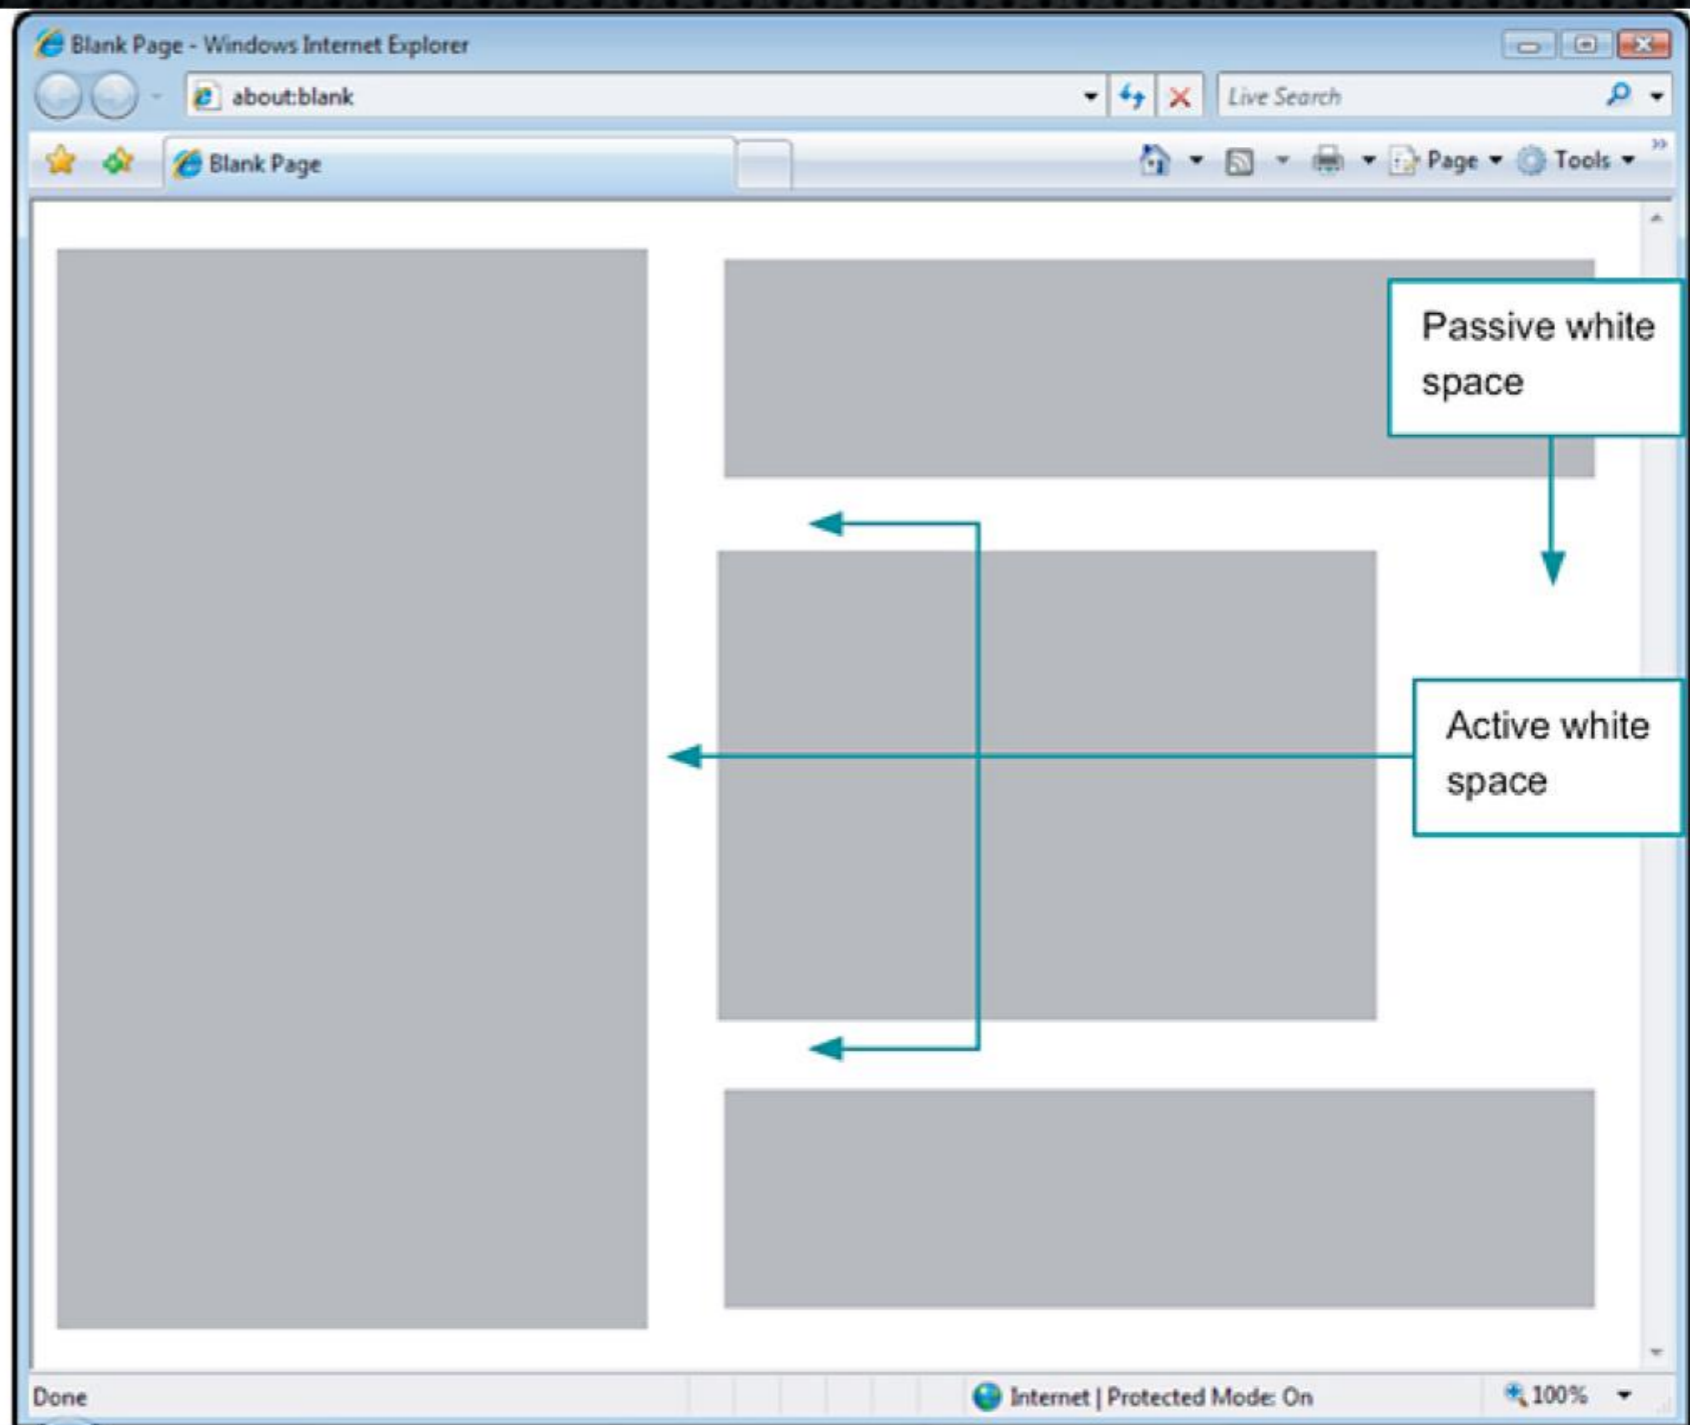 Blank Page - Windows Internet Explorer
about:blank
Live Search
Blank Page
Page
Tools
Passive white
space
Active white
space
Done
Internet | Protected Mode: On
100%